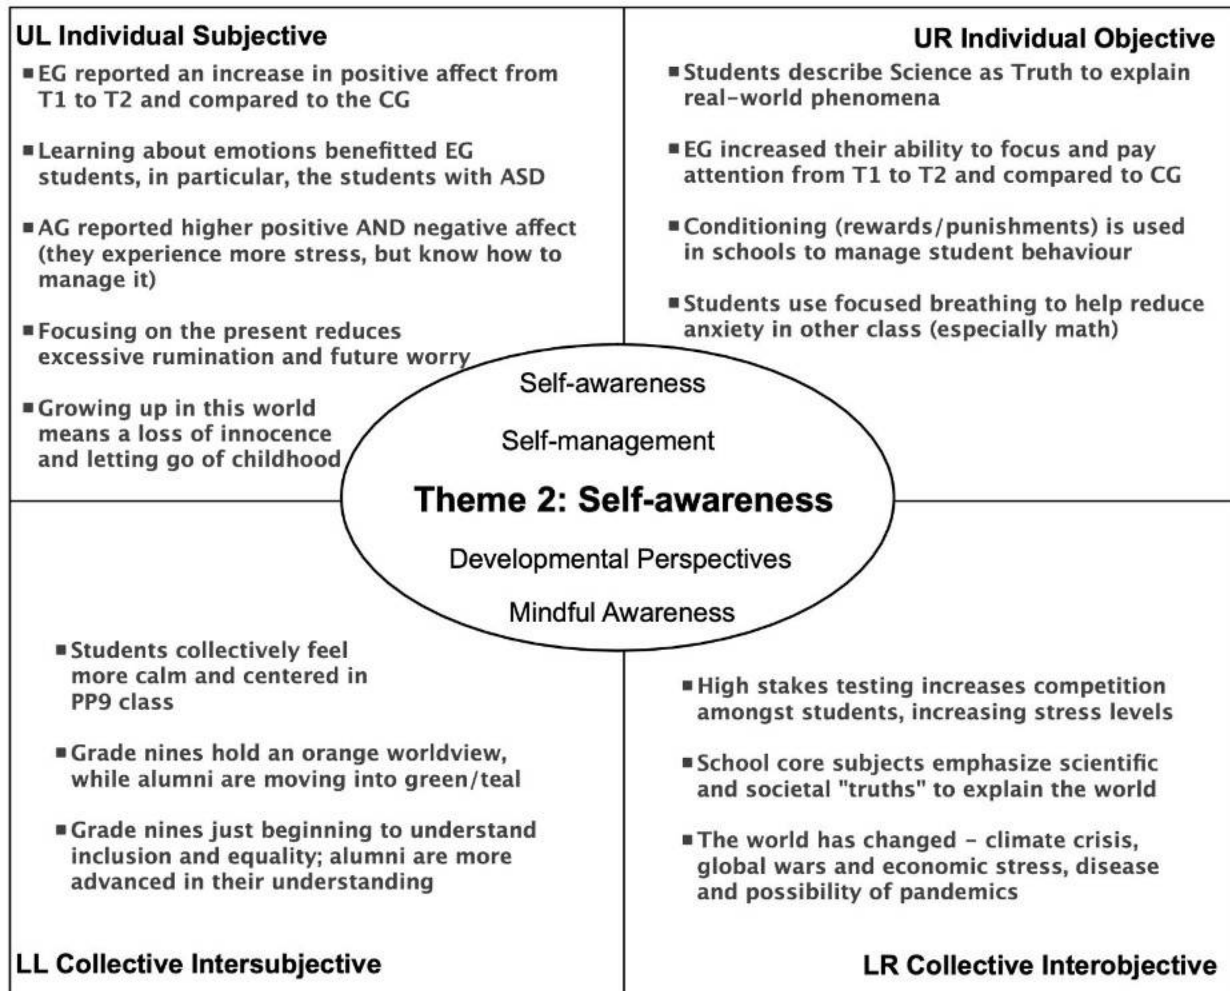 UL Individual Subjective
▪ EG reported an increase in positive affect from
T1 to T2 and compared to the CG
▪ Learning about emotions benefitted EG
students, in particular, the students with ASD
▪ AG reported higher positive AND negative affect
(they experience more stress, but know how to
manage it)
▪ Focusing on the present reduces
excessive rumination and future worry
▪ Growing up in this world
means a loss of innocence
and letting go of childhood
UR Individual Objective
▪ Students describe Science as Truth to explain
real-world phenomena
▪ EG increased their ability to focus and pay
attention from T1 to T2 and compared to CG
▪ Conditioning (rewards/punishments) is used
in schools to manage student behaviour
▪ Students use focused breathing to help reduce
anxiety in other class (especially math)
Self-awareness
Self-management
Theme 2: Self-awareness
Developmental Perspectives
Mindful Awareness
▪ Students collectively feel
more calm and centered in
PP9 class
▪ Grade nines hold an orange worldview,
while alumni are moving into green/teal
▪ Grade nines just beginning to understand
inclusion and equality; alumni are more
advanced in their understanding
LL Collective Intersubjective
▪ High stakes testing increases competition
amongst students, increasing stress levels
▪ School core subjects emphasize scientific
and societal "truths" to explain the world
▪ The world has changed – climate crisis,
global wars and economic stress, disease
and possibility of pandemics
LR Collective Interobjective